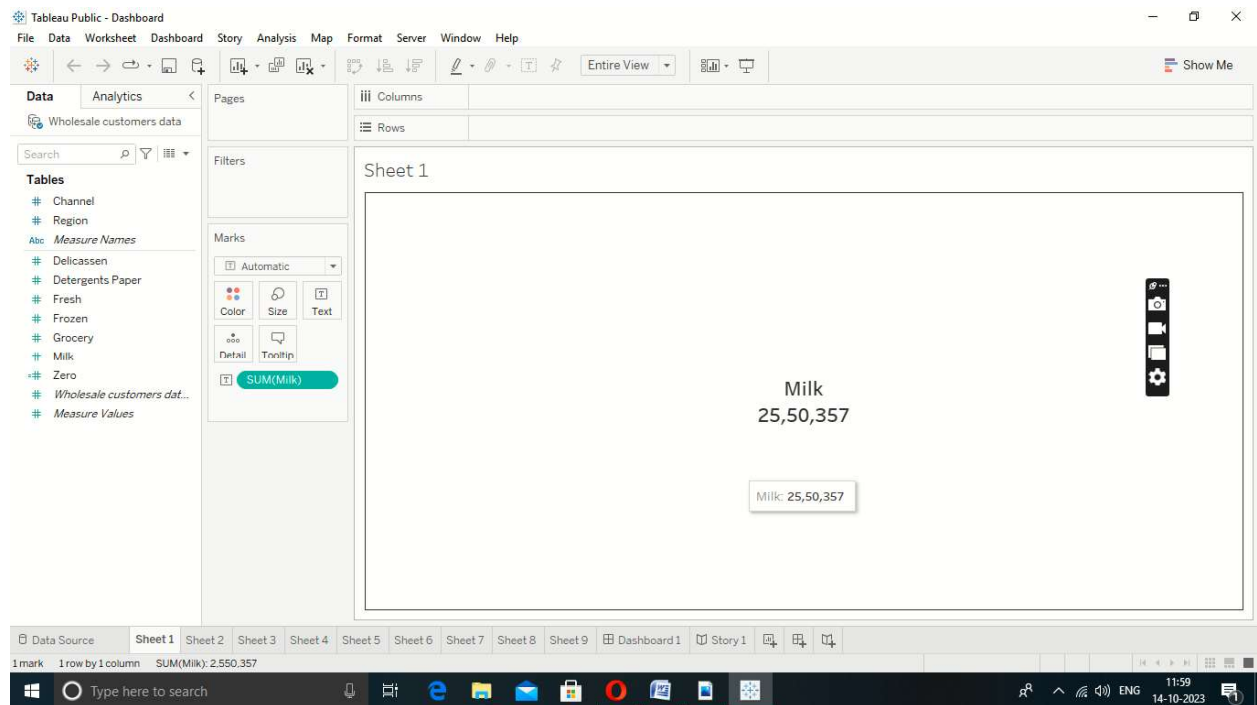 Tableau Public - Dashboard
File Data Worksheet Dashboard Story Analysis Map Format Server Window Help
Entire View
Show Me
Data Analytics
Wholesale customers data
Search
Tables
# Channel
# Region
Abc Measure Names
# Delicassen
# Detergents Paper
# Fresh
# Frozen
# Grocery
# Milk
=# Zero
# Wholesale customers dat...
# Measure Values
Pages
Filters
Marks
T Automatic
Color Size T Text
Detail Tooltip
T SUM(Milk)
iii Columns
Rows
Sheet 1
Milk
25,50,357
Milk: 25,50,357
Data Source Sheet 1 Sheet 2 Sheet 3 Sheet 4 Sheet 5 Sheet 6 Sheet 7 Sheet 8 Sheet 9 Dashboard 1 Story 1
1 mark 1 row by 1 column SUM(Milk): 2,550,357
Type here to search
ENG
11:59
14-10-2023
1